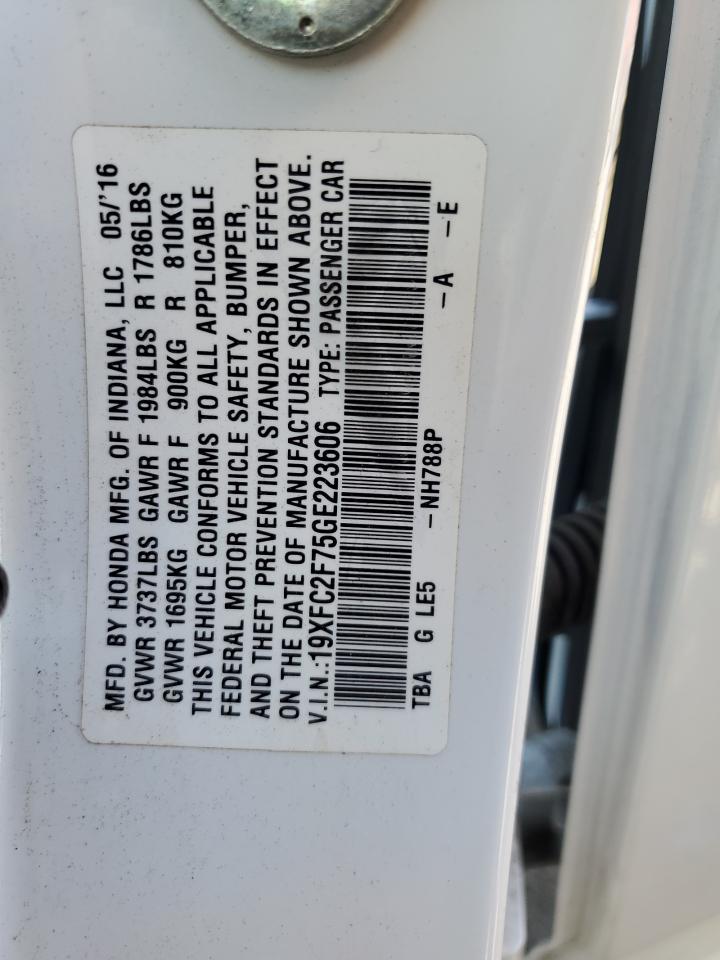 MFD. BY HONDA MFG. OF INDIANA, LLC 05/'16
GVWR 3737LBS GAWR F 1984LBS R 1786LBS
GVWR 1695KG GAWR F 900KG R 810KG
THIS VEHICLE CONFORMS TO ALL APPLICABLE
FEDERAL MOTOR VEHICLE SAFETY, BUMPER,
AND THEFT PREVENTION STANDARDS IN EFFECT
ON THE DATE OF MANUFACTURE SHOWN ABOVE.
V.I.N.:19XFC2F75GE223606 TYPE: PASSENGER CAR
TBA G LE5 -NH788P -A -E